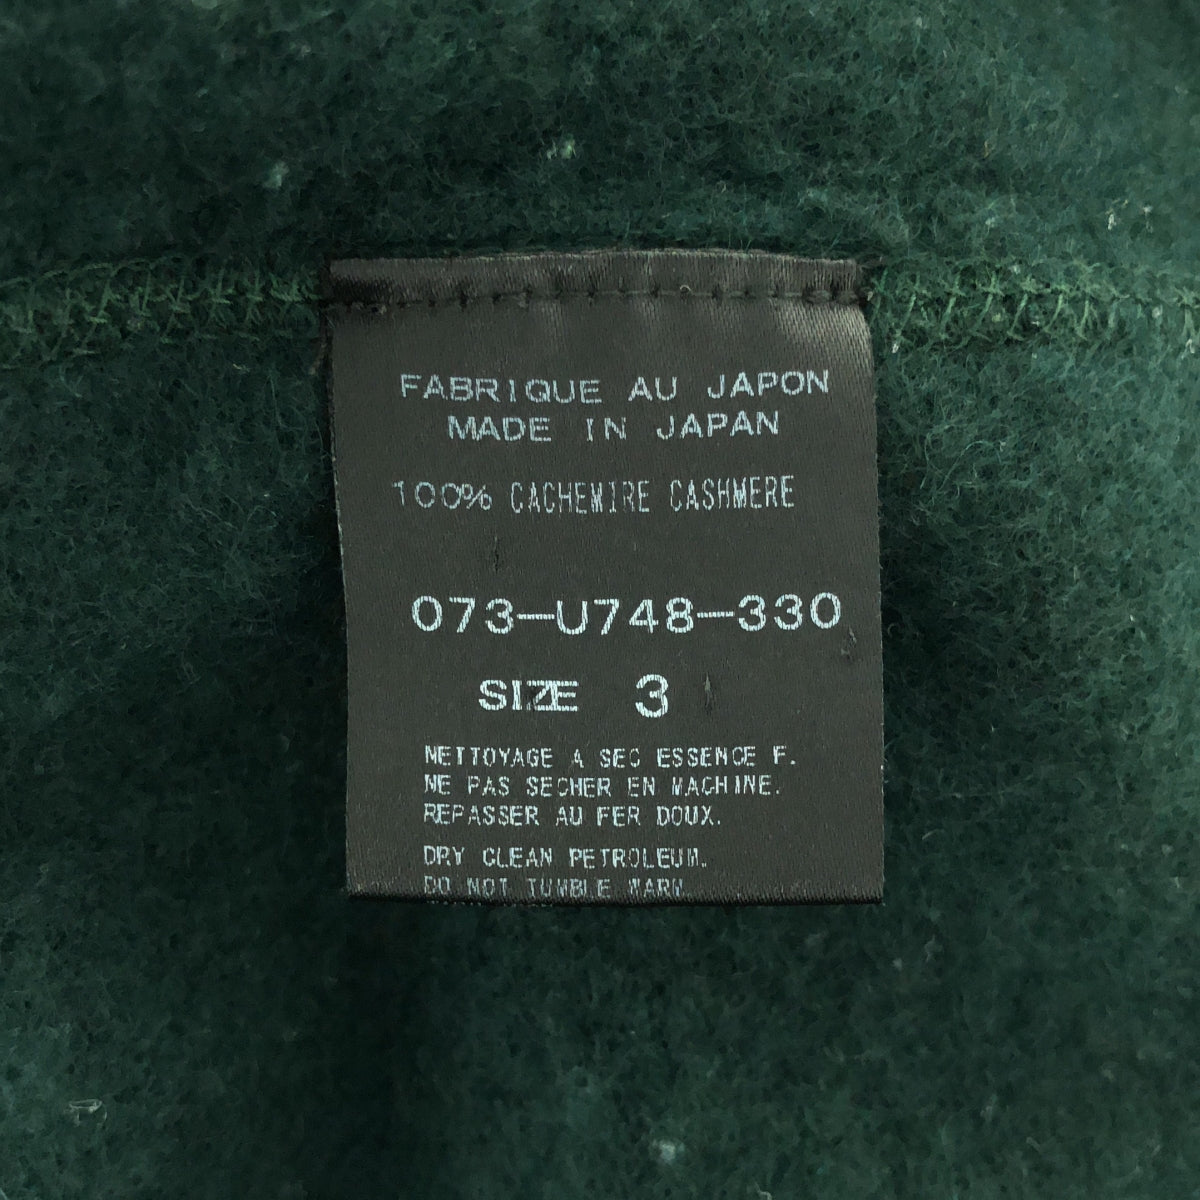 FABRIQUE AU JAPON
MADE IN JAPAN
100% CACHEMIRE CASHMERE
073-U748-330
SIZE 3
NETTOYAGE A SEC ESSENCE F.
NE PAS SECHER EN MACHINE.
REPASSER AU FER DOUX.
DRY CLEAN PETROLEUM.
DO NOT TUMBLE WARM.